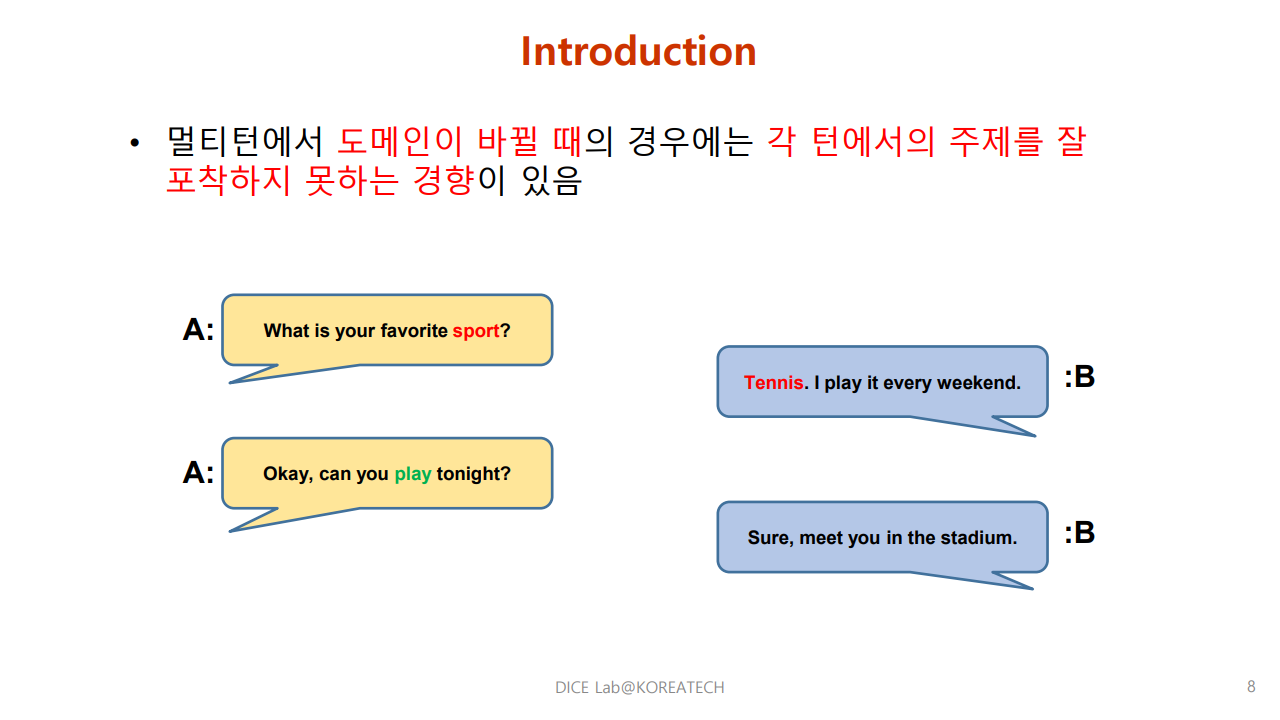 Introduction
• 멀티턴에서 도메인이 바뀔 때의 경우에는 각 턴에서의 주제를 잘
포착하지 못하는 경향이 있음
A: What is your favorite sport?
Tennis. I play it every weekend. :B
A: Okay, can you play tonight?
Sure, meet you in the stadium. :B
DICE Lab@KOREATECH
8